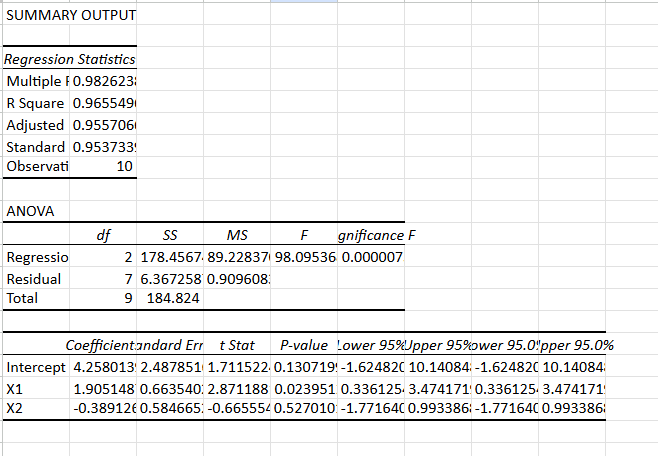 SUMMARY OUTPUT
Regression Statistics
Multiple R 0.982623
R Square 0.965549
Adjusted 0.955706
Standard 0.953733
Observati 10
ANOVA
df SS MS F gnificance F
Regressio 2 178.4567 89.22837 98.09536 0.000007
Residual 7 6.367258 0.909608
Total 9 184.824
Coefficient andard Err t Stat P-value Lower 95% Upper 95% ower 95.0% pper 95.0%
Intercept 4.258013 2.487851 1.711522 0.130719 -1.624820 10.14084 -1.624820 10.14084
X1 1.905148 0.663540 2.871188 0.023951 0.336125 3.474171 0.336125 3.474171
X2 -0.389126 0.584665 -0.665554 0.527010 -1.771640 0.993386 -1.771640 0.993386